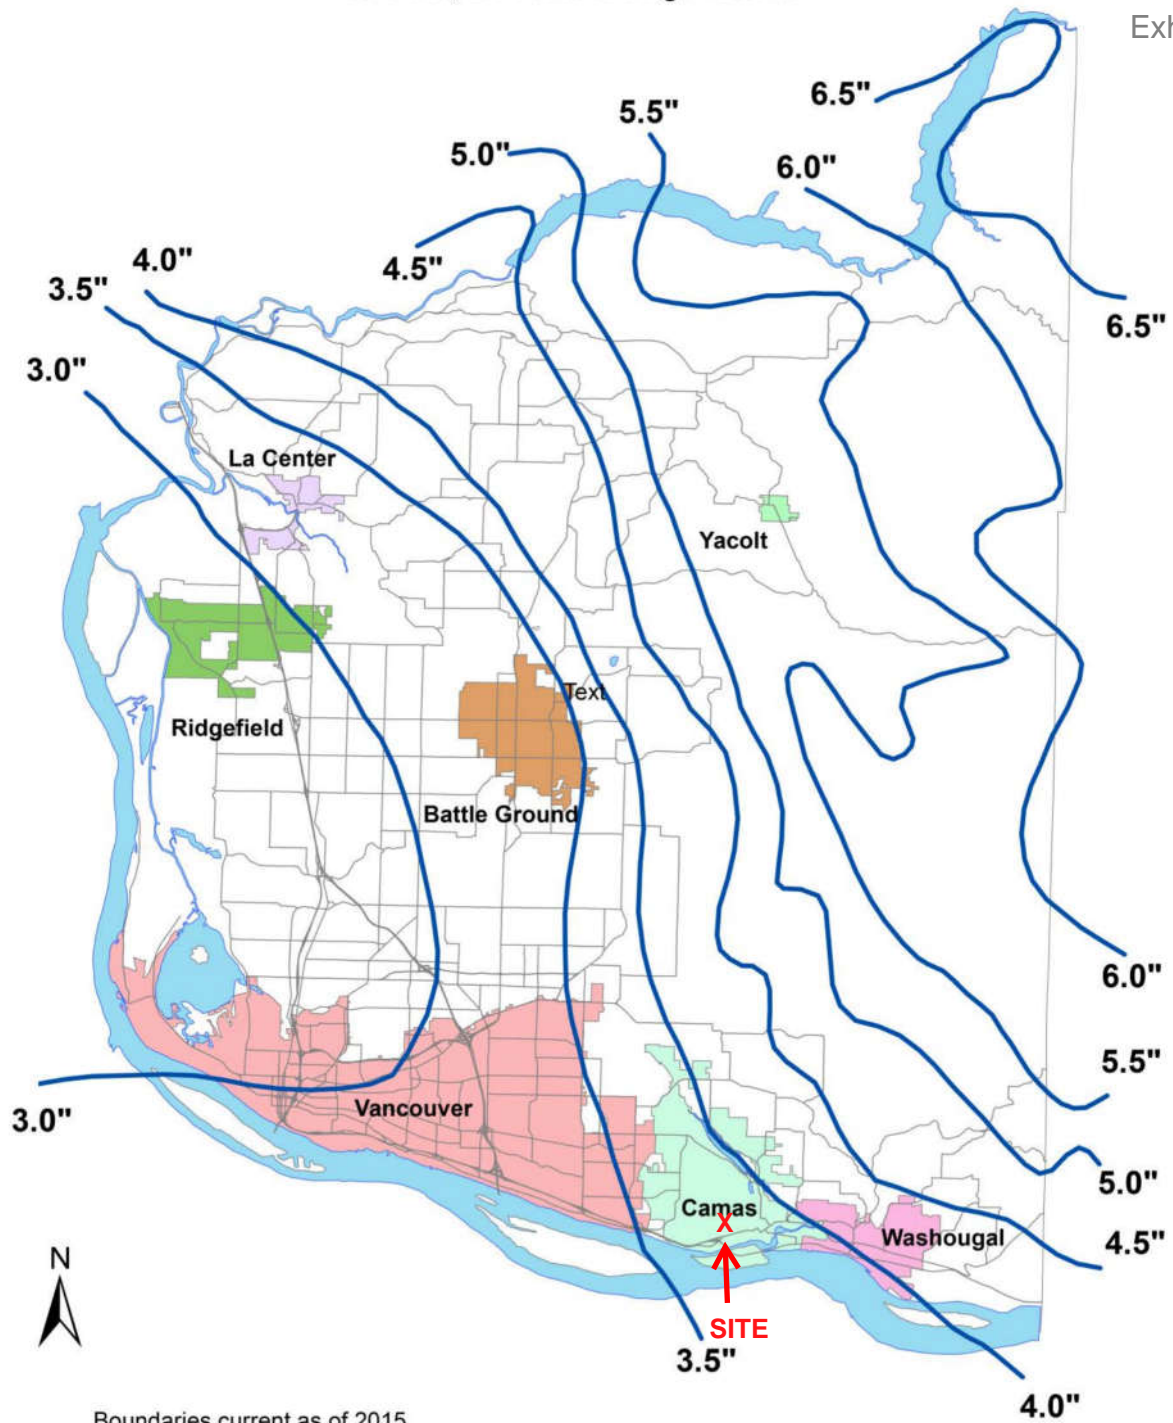 Exh
6.5"
5.5"
5.0"
6.0"
4.0"
4.5"
3.5"
6.5"
3.0"
La Center
Yacolt
Text
Ridgefield
Battle Ground
6.0"
5.5"
Vancouver
3.0"
5.0"
Camas
X
Washougal
4.5"
N
SITE
3.5"
4.0"
Boundaries current as of 2015